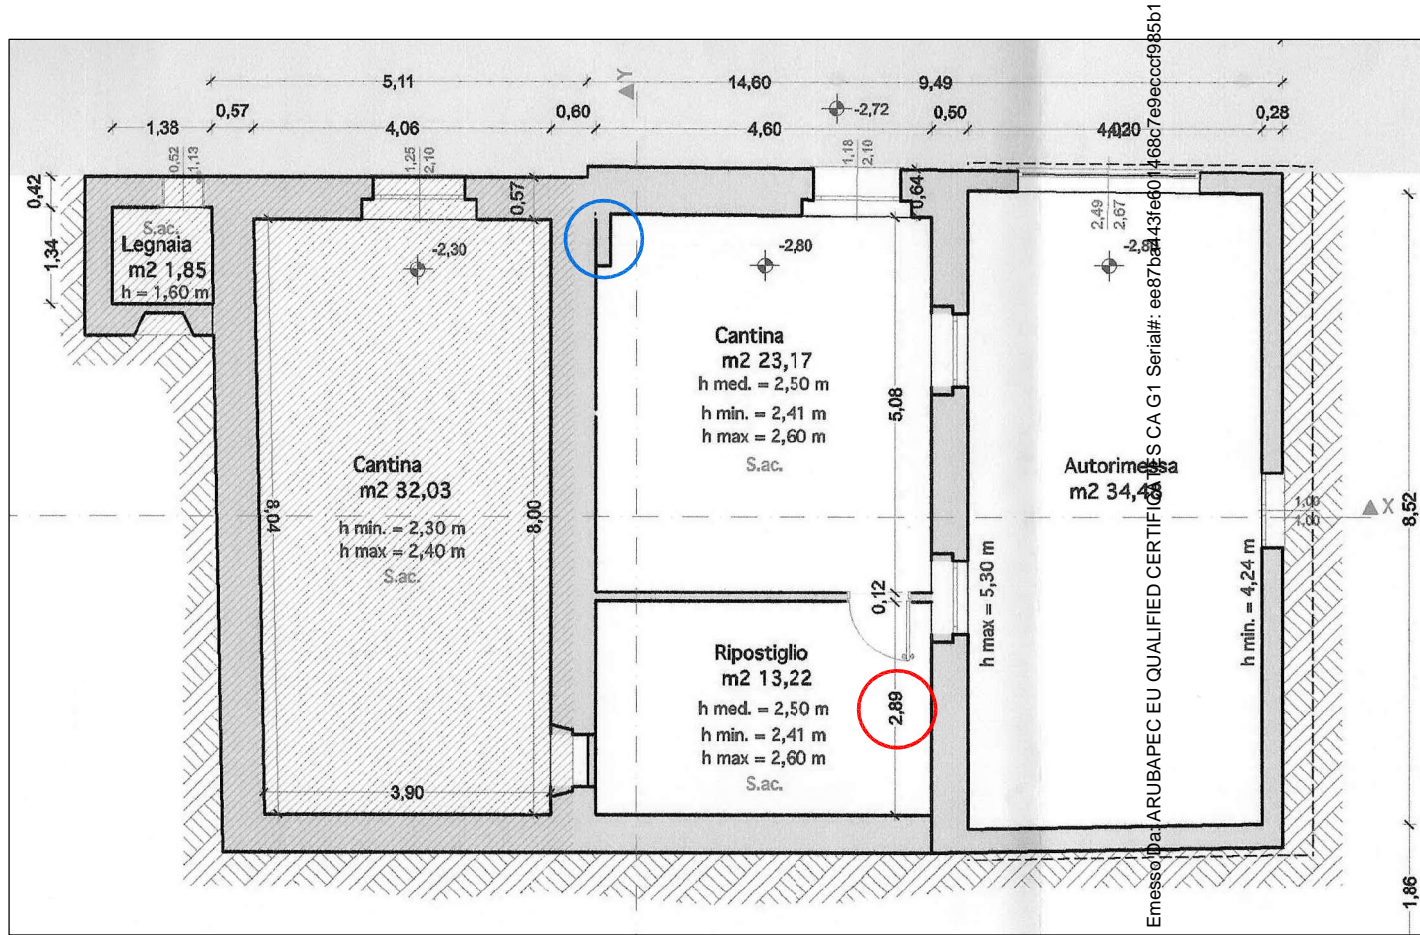 5,11
14,60
9,49
Y
-2,72
0,57
0,60
0,50
0,28
1,38
4,06
4,60
0,52
1,13
1,25
2,10
1,18
2,10
0,42
0,57
0,64
S.ac.
Legnaia
m2 1,85
h = 1,60 m
1,34
-2,30
-2,80
2,49
2,67
Cantina
m2 23,17
h med. = 2,50 m
h min. = 2,41 m
h max = 2,60 m
S.ac.
5,08
Cantina
m2 32,03
h min. = 2,30 m
h max = 2,40 m
S.ac.
8,04
8,00
3,90
Autorimessa
m2 34,48
1,00
1,00
X
8,52
h max = 5,30 m
h min. = 4,24 m
0,12
Ripostiglio
m2 13,22
h med. = 2,50 m
h min. = 2,41 m
h max = 2,60 m
S.ac.
2,89
1,86
Emesso Da: ARUBAPEC EU QUALIFIED CERTIFICATES CA G1 Serial#: ee87ba443fe601468c7e9ecccf985b1